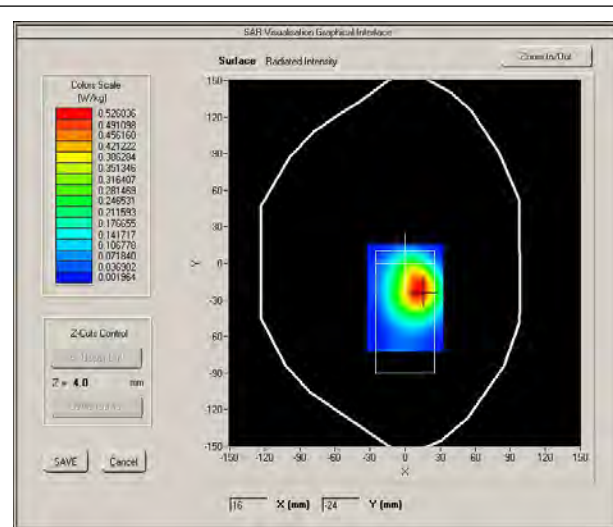 SAR Visualisation Graphical Interface
Surface Radiated Intensity
Zoom In/Out
Colors Scale
(W/kg)
0.526036
0.491098
0.456160
0.421222
0.386284
0.351346
0.316407
0.281469
0.246531
0.211593
0.176655
0.141717
0.106778
0.071840
0.036902
0.001964
150
120
90
60
30
0
-30
-60
-90
-120
-150
Y
-150 -120 -90 -60 -30 0 30 60 90 120 150
X
Z-Cuts Control
Z = 4.0 mm
SAVE Cancel
16 X (mm) -24 Y (mm)